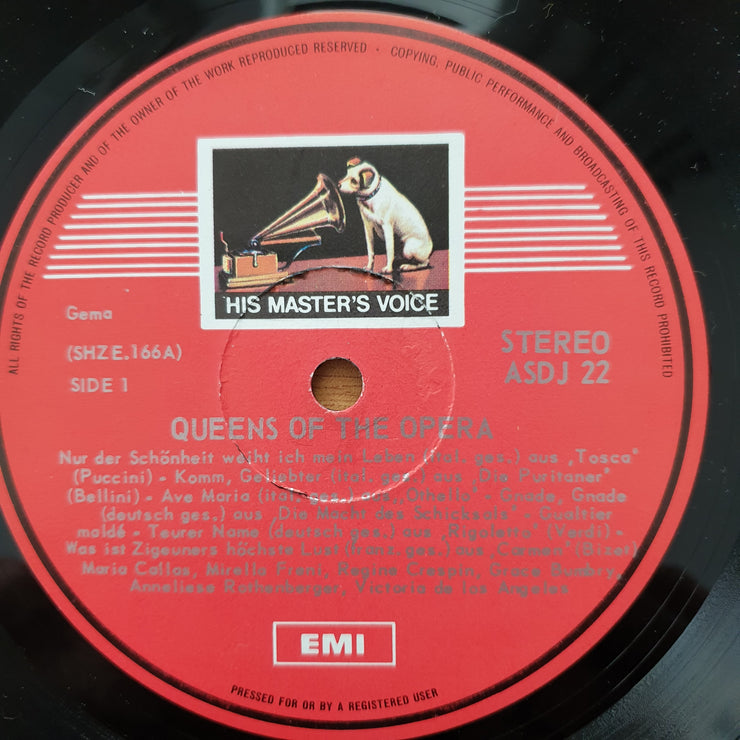 ALL RIGHTS OF THE RECORD PRODUCER AND OF THE OWNER OF THE WORK REPRODUCED RESERVED • COPYING, PUBLIC PERFORMANCE AND BROADCASTING OF THIS RECORD PROHIBITED
HIS MASTER'S VOICE
Gema
(SHZE.166A)
SIDE 1
STEREO
ASDJ 22
QUEENS OF THE OPERA
Nur der Schönheit weiht ich mein Leben (ital. ges.) aus „Tosca"
(Puccini) - Komm, Geliebter (ital. ges.) aus „Die Puritaner"
(Bellini) - Ave Maria (ital. ges.) aus „Othello" - Gnade, Gnade
(deutsch ges.) aus „Die Macht des Schicksals" - Gualtier
maldé - Teurer Name (deutsch ges.) aus „Rigoletto" (Verdi) -
Was ist Zigeuners höchste Lust (franz. ges.) aus „Carmen" (Bizet)
Maria Callas, Mirella Freni, Regine Crespin, Grace Bumbry,
Anneliese Rothenberger, Victoria de los Angeles
EMI
PRESSED FOR OR BY A REGISTERED USER